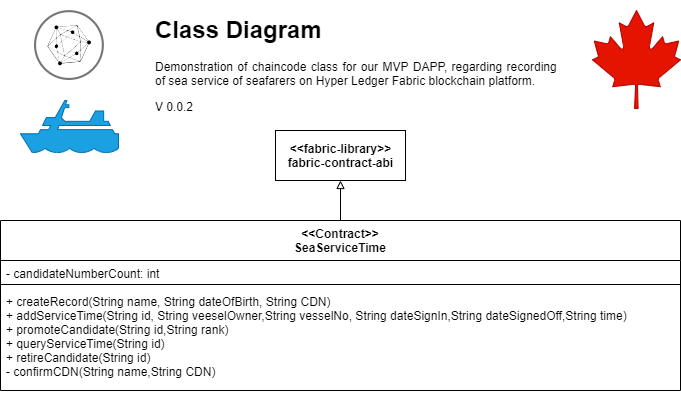 Class Diagram
Demonstration of chaincode class for our MVP DAPP, regarding recording
of sea service of seafarers on Hyper Ledger Fabric blockchain platform.
V 0.0.2
<<fabric-library>>
fabric-contract-abi
<<Contract>>
SeaServiceTime
- candidateNumberCount: int
+ createRecord(String name, String dateOfBirth, String CDN)
+ addServiceTime(String id, String veeselOwner,String vesselNo, String dateSignIn,String dateSignedOff,String time)
+ promoteCandidate(String id,String rank)
+ queryServiceTime(String id)
+ retireCandidate(String id)
- confirmCDN(String name,String CDN)